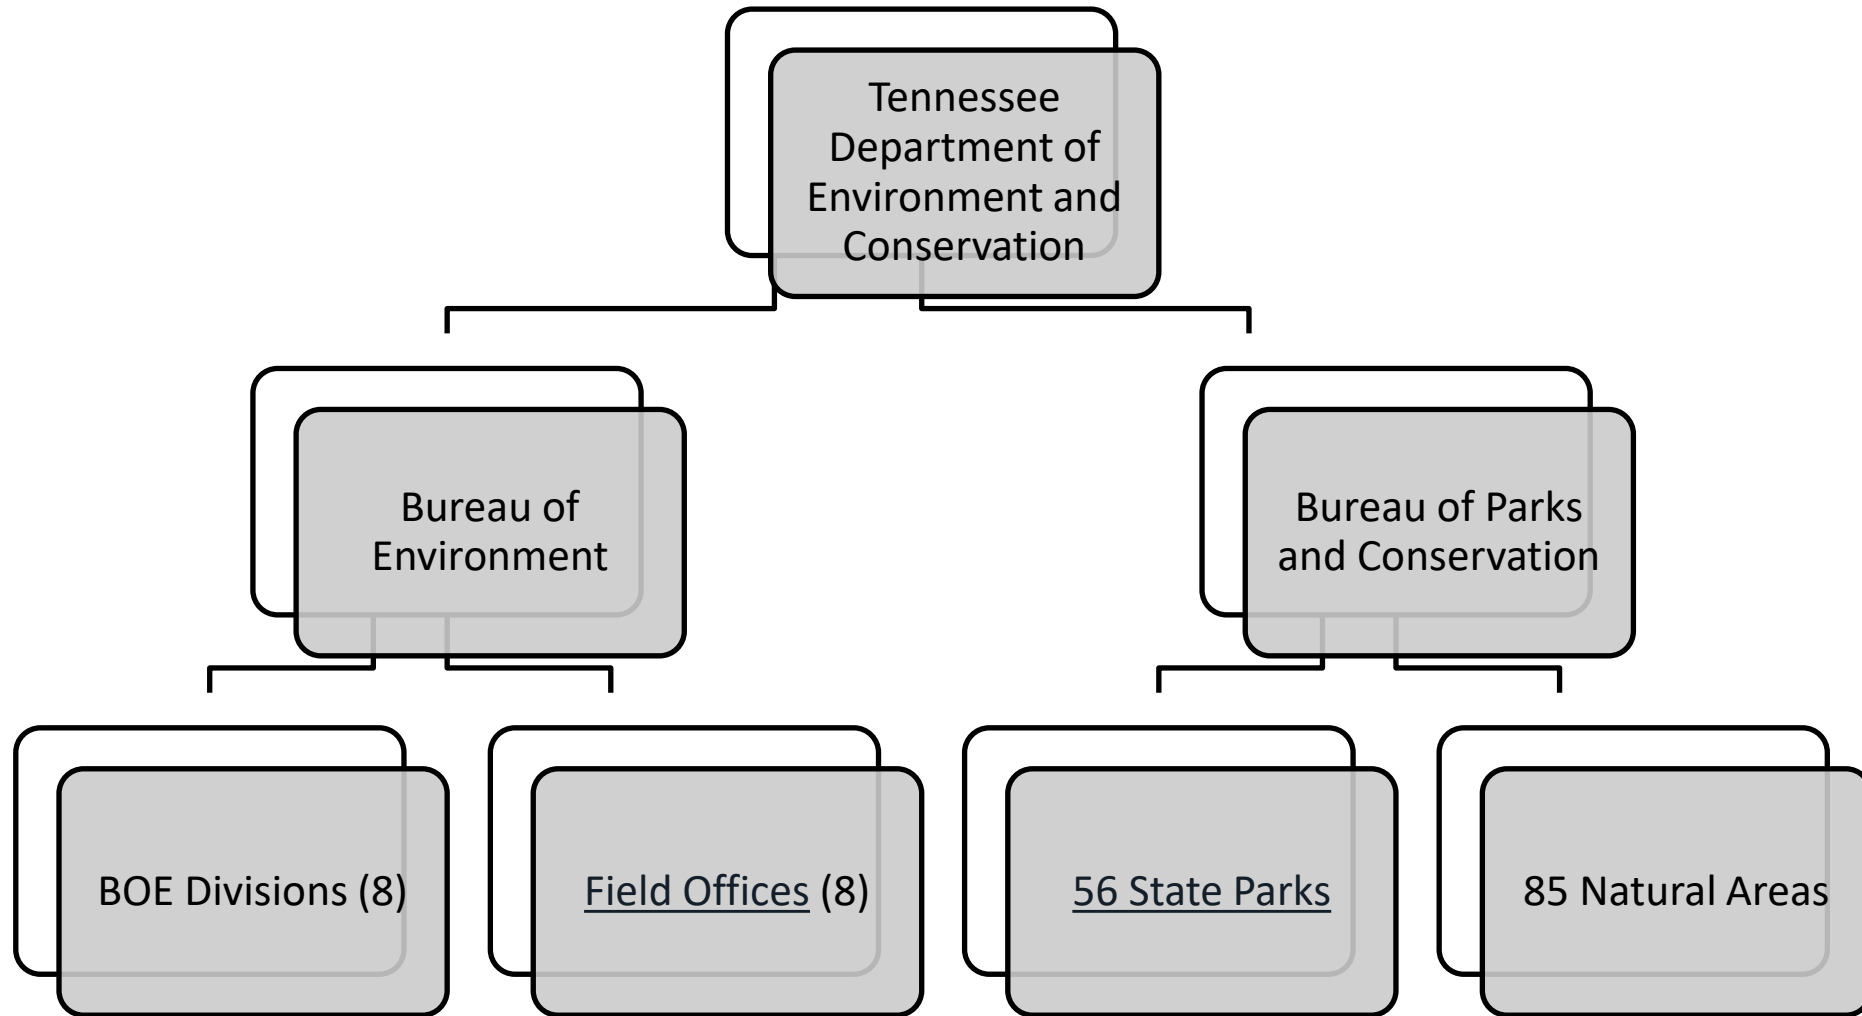 Tennessee
Department of
Environment and
Conservation
Bureau of
Environment
Bureau of Parks
and Conservation
BOE Divisions (8)
Field Offices (8)
56 State Parks
85 Natural Areas